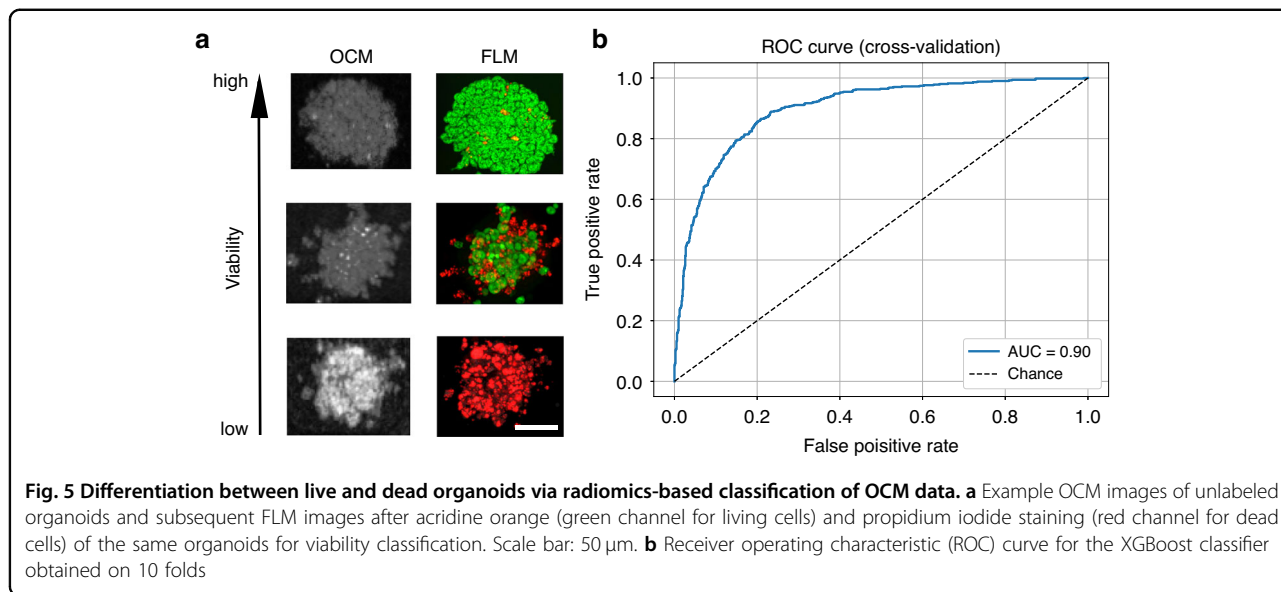 a
OCM
FLM
high
Viability
low
b
ROC curve (cross-validation)
1.0
0.8
0.6
0.4
0.2
0.0
True positive rate
AUC = 0.90
Chance
0.0 0.2 0.4 0.6 0.8 1.0
False poisitive rate
Fig. 5 Differentiation between live and dead organoids via radiomics-based classification of OCM data. a Example OCM images of unlabeled
organoids and subsequent FLM images after acridine orange (green channel for living cells) and propidium iodide staining (red channel for dead
cells) of the same organoids for viability classification. Scale bar: 50 μm. b Receiver operating characteristic (ROC) curve for the XGBoost classifier
obtained on 10 folds